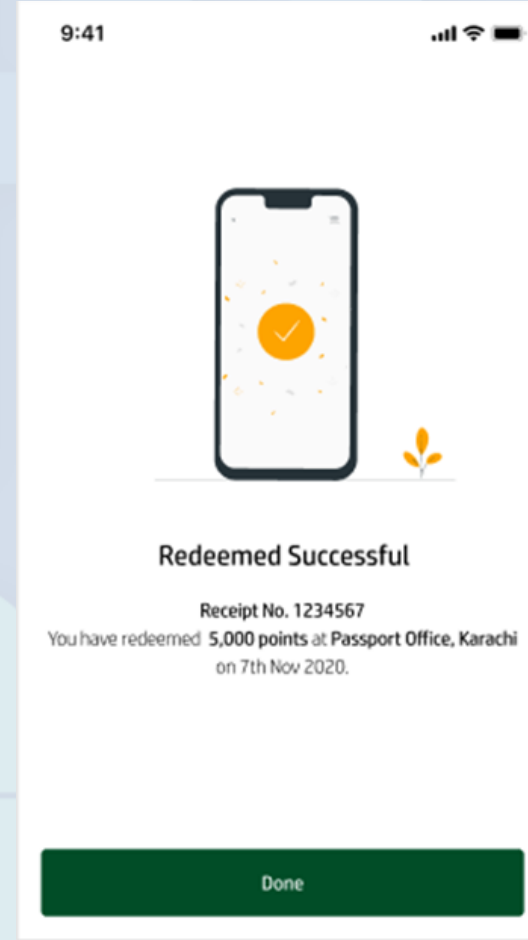 9:41
Redeemed Successful
Receipt No. 1234567
You have redeemed 5,000 points at Passport Office, Karachi
on 7th Nov 2020.
Done